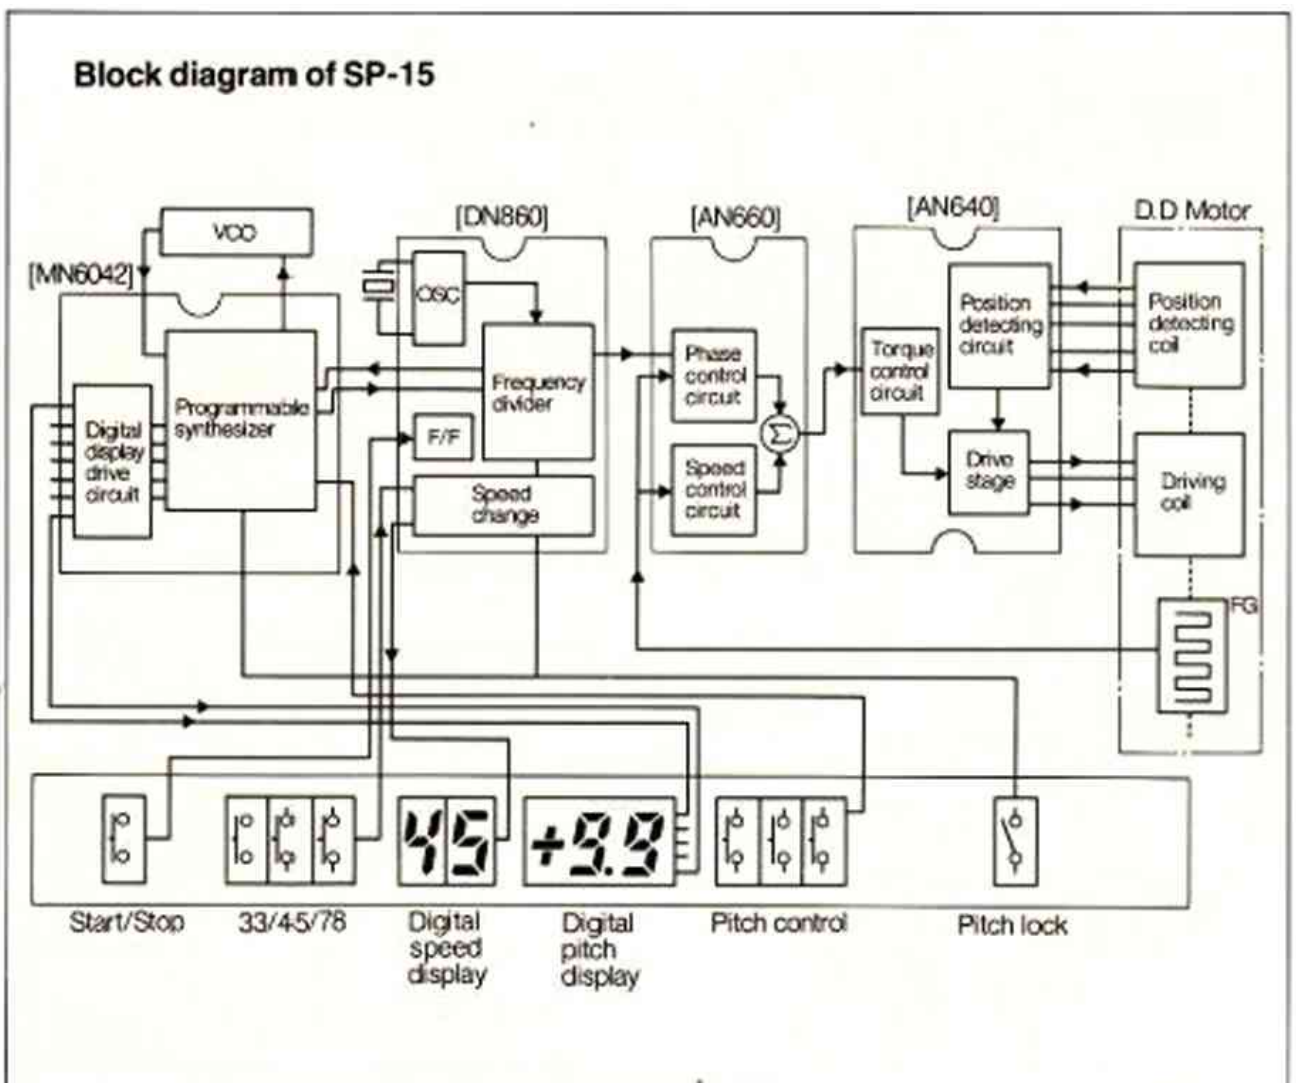 Block diagram of SP-15
VCO
[MN6042]
[DN860]
[AN660]
[AN640]
D.D Motor
OSC
Frequency
divider
F/F
Speed
change
Programmable
synthesizer
Digital
display
drive
circuit
Phase
control
circuit
Σ
Speed
control
circuit
Torque
control
circuit
Position
detecting
circuit
Drive
stage
Position
detecting
coil
Driving
coil
FG
45
+9.9
Start/Stop
33/45/78
Digital
speed
display
Digital
pitch
display
Pitch control
Pitch lock